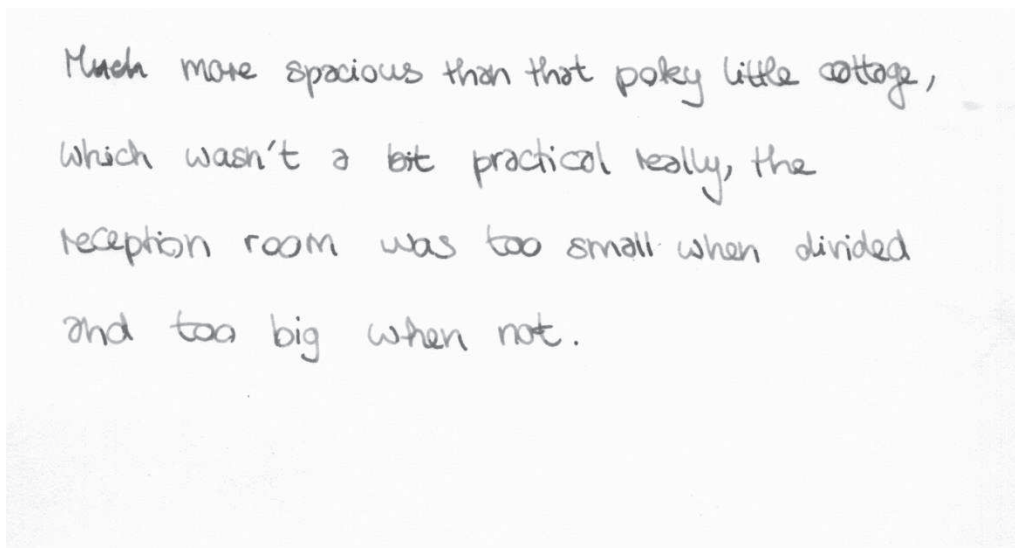 Much more spacious than that poky little cottage,
which wasn't a bit practical really, the
reception room was too small when divided
and too big when not.